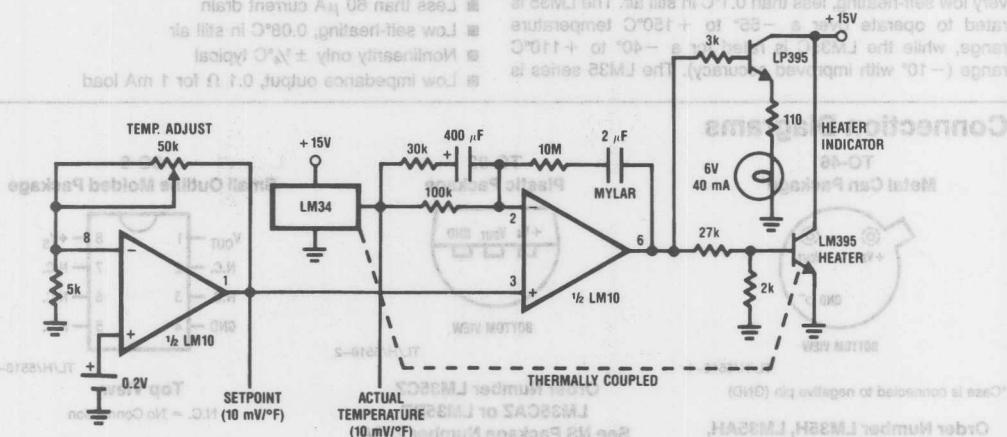 +15V
3k
LP395
TEMP. ADJUST
50k
400 µF
2 µF
110
HEATER
INDICATOR
+15V
30k
+
10M
6V
40 mA
LM34
100k
MYLAR
8
−
2
−
6
27k
LM395
HEATER
5k
1
3
+
2k
+
½ LM10
½ LM10
+
0.2V
THERMALLY COUPLED
SETPOINT
(10 mV/°F)
ACTUAL
TEMPERATURE
(10 mV/°F)